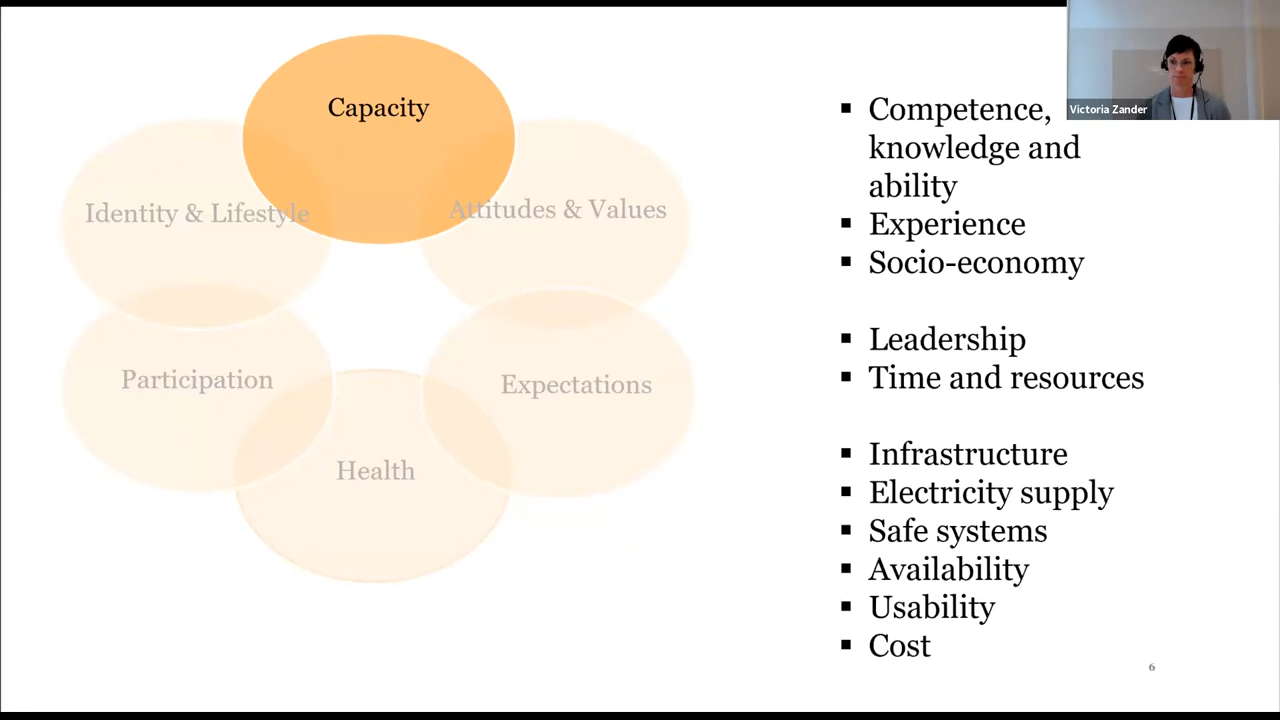 Capacity
Identity & Lifestyle
Attitudes & Values
Participation
Expectations
Health
▪ Competence,
knowledge and
ability
▪ Experience
▪ Socio-economy
▪ Leadership
▪ Time and resources
▪ Infrastructure
▪ Electricity supply
▪ Safe systems
▪ Availability
▪ Usability
▪ Cost
Victoria Zander
6